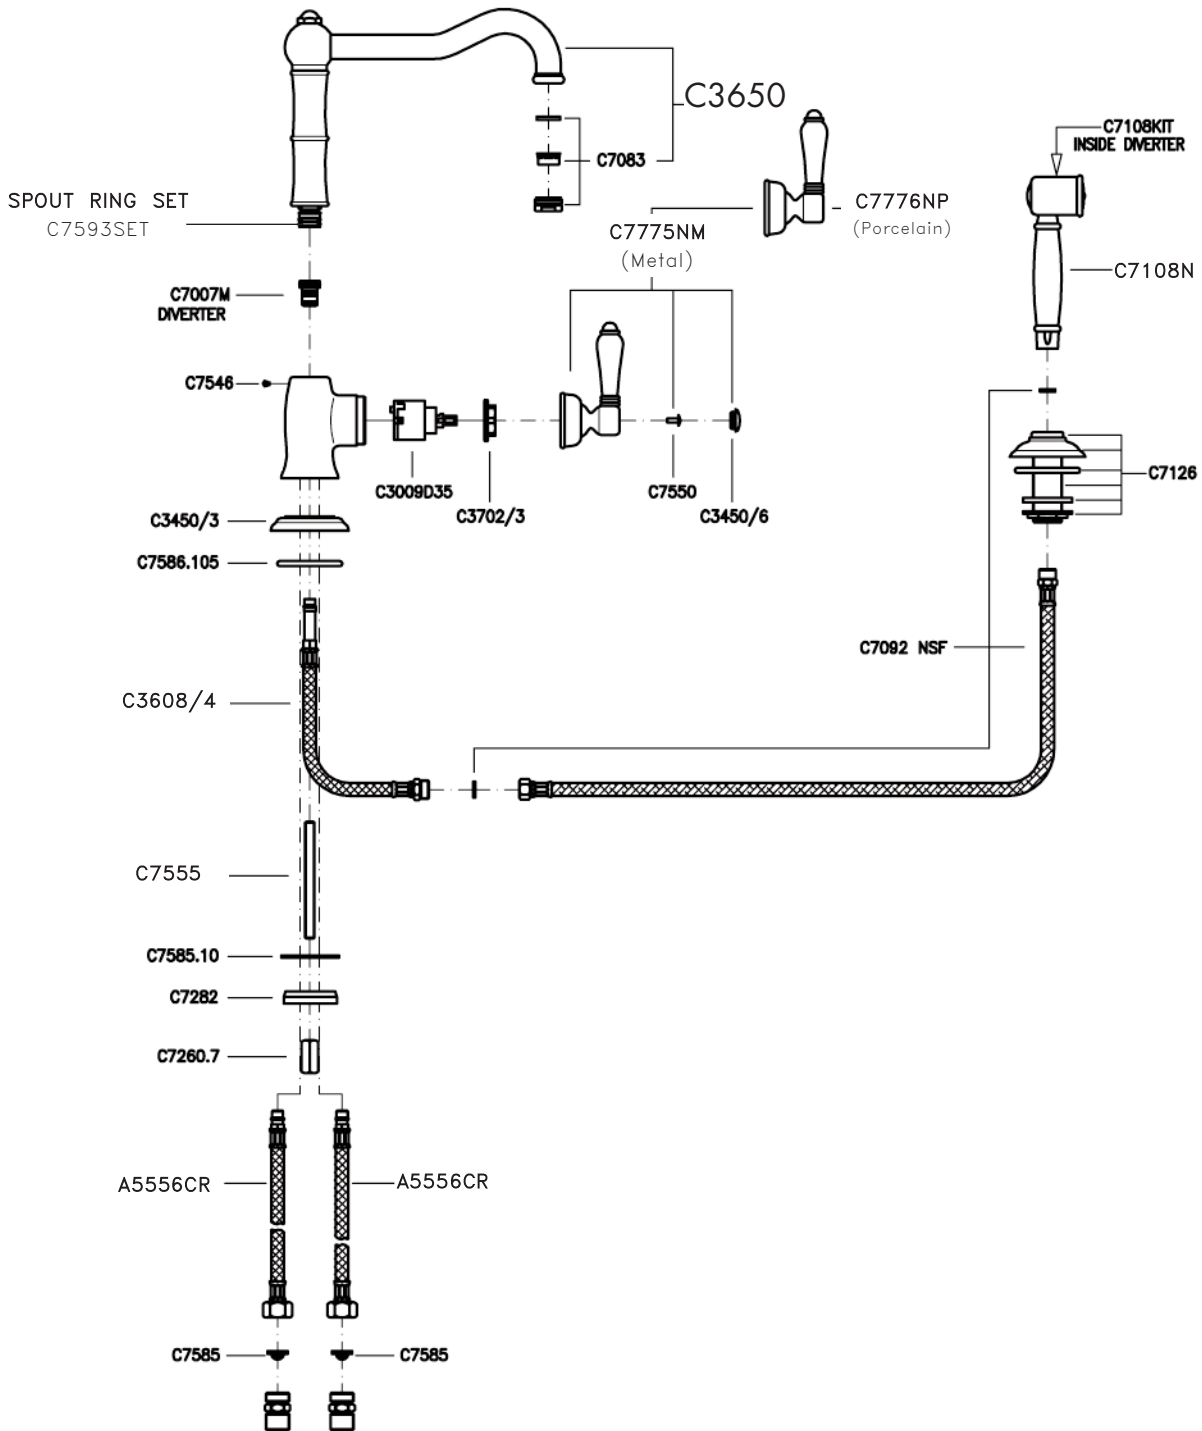 C3650
C7108KIT
INSIDE DIVERTER
C7083
SPOUT RING SET
C7593SET
C7776NP
(Porcelain)
C7775NM
(Metal)
C7108N
C7007M
DIVERTER
C7546
C7126
C3009D35
C7550
C3702/3
C3450/6
C3450/3
C7586.105
C7092 NSF
C3608/4
C7555
C7585.10
C7282
C7260.7
A5556CR
A5556CR
C7585
C7585